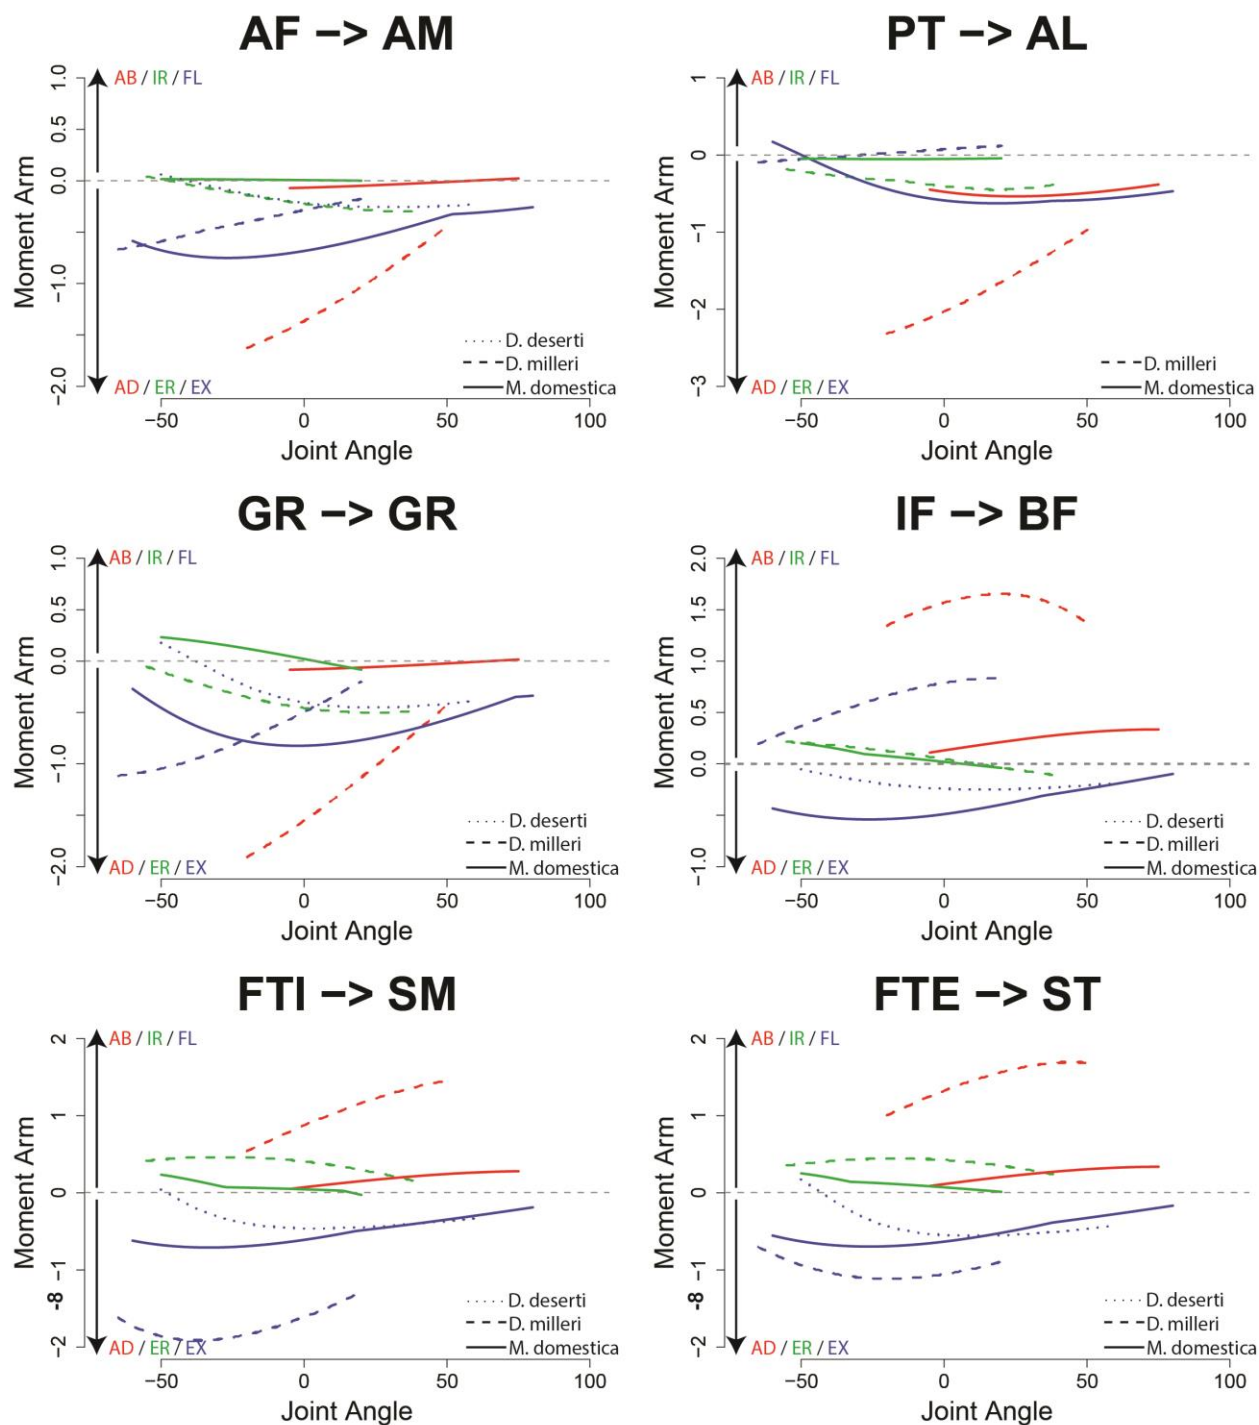 AF –> AM
1.0
0.5
0.0
-1.0
-2.0
Moment Arm
AB / IR / FL
AD / ER / EX
D. deserti
D. milleri
M. domestica
−50 0 50 100
Joint Angle
PT –> AL
1
0
−1
−2
−3
Moment Arm
AB / IR / FL
AD / ER / EX
D. milleri
M. domestica
−50 0 50 100
Joint Angle
GR –> GR
1.0
0.5
0.0
-1.0
-2.0
Moment Arm
AB / IR / FL
AD / ER / EX
D. deserti
D. milleri
M. domestica
−50 0 50 100
Joint Angle
IF –> BF
2.0
1.5
1.0
0.5
0.0
-1.0
Moment Arm
AB / IR / FL
AD / ER / EX
D. deserti
D. milleri
M. domestica
−50 0 50 100
Joint Angle
FTI –> SM
2
1
0
−1
-8
−2
Moment Arm
AB / IR / FL
AD / ER / EX
D. deserti
D. milleri
M. domestica
−50 0 50 100
Joint Angle
FTE –> ST
2
1
0
−1
-8
−2
Moment Arm
AB / IR / FL
AD / ER / EX
D. deserti
D. milleri
M. domestica
−50 0 50 100
Joint Angle